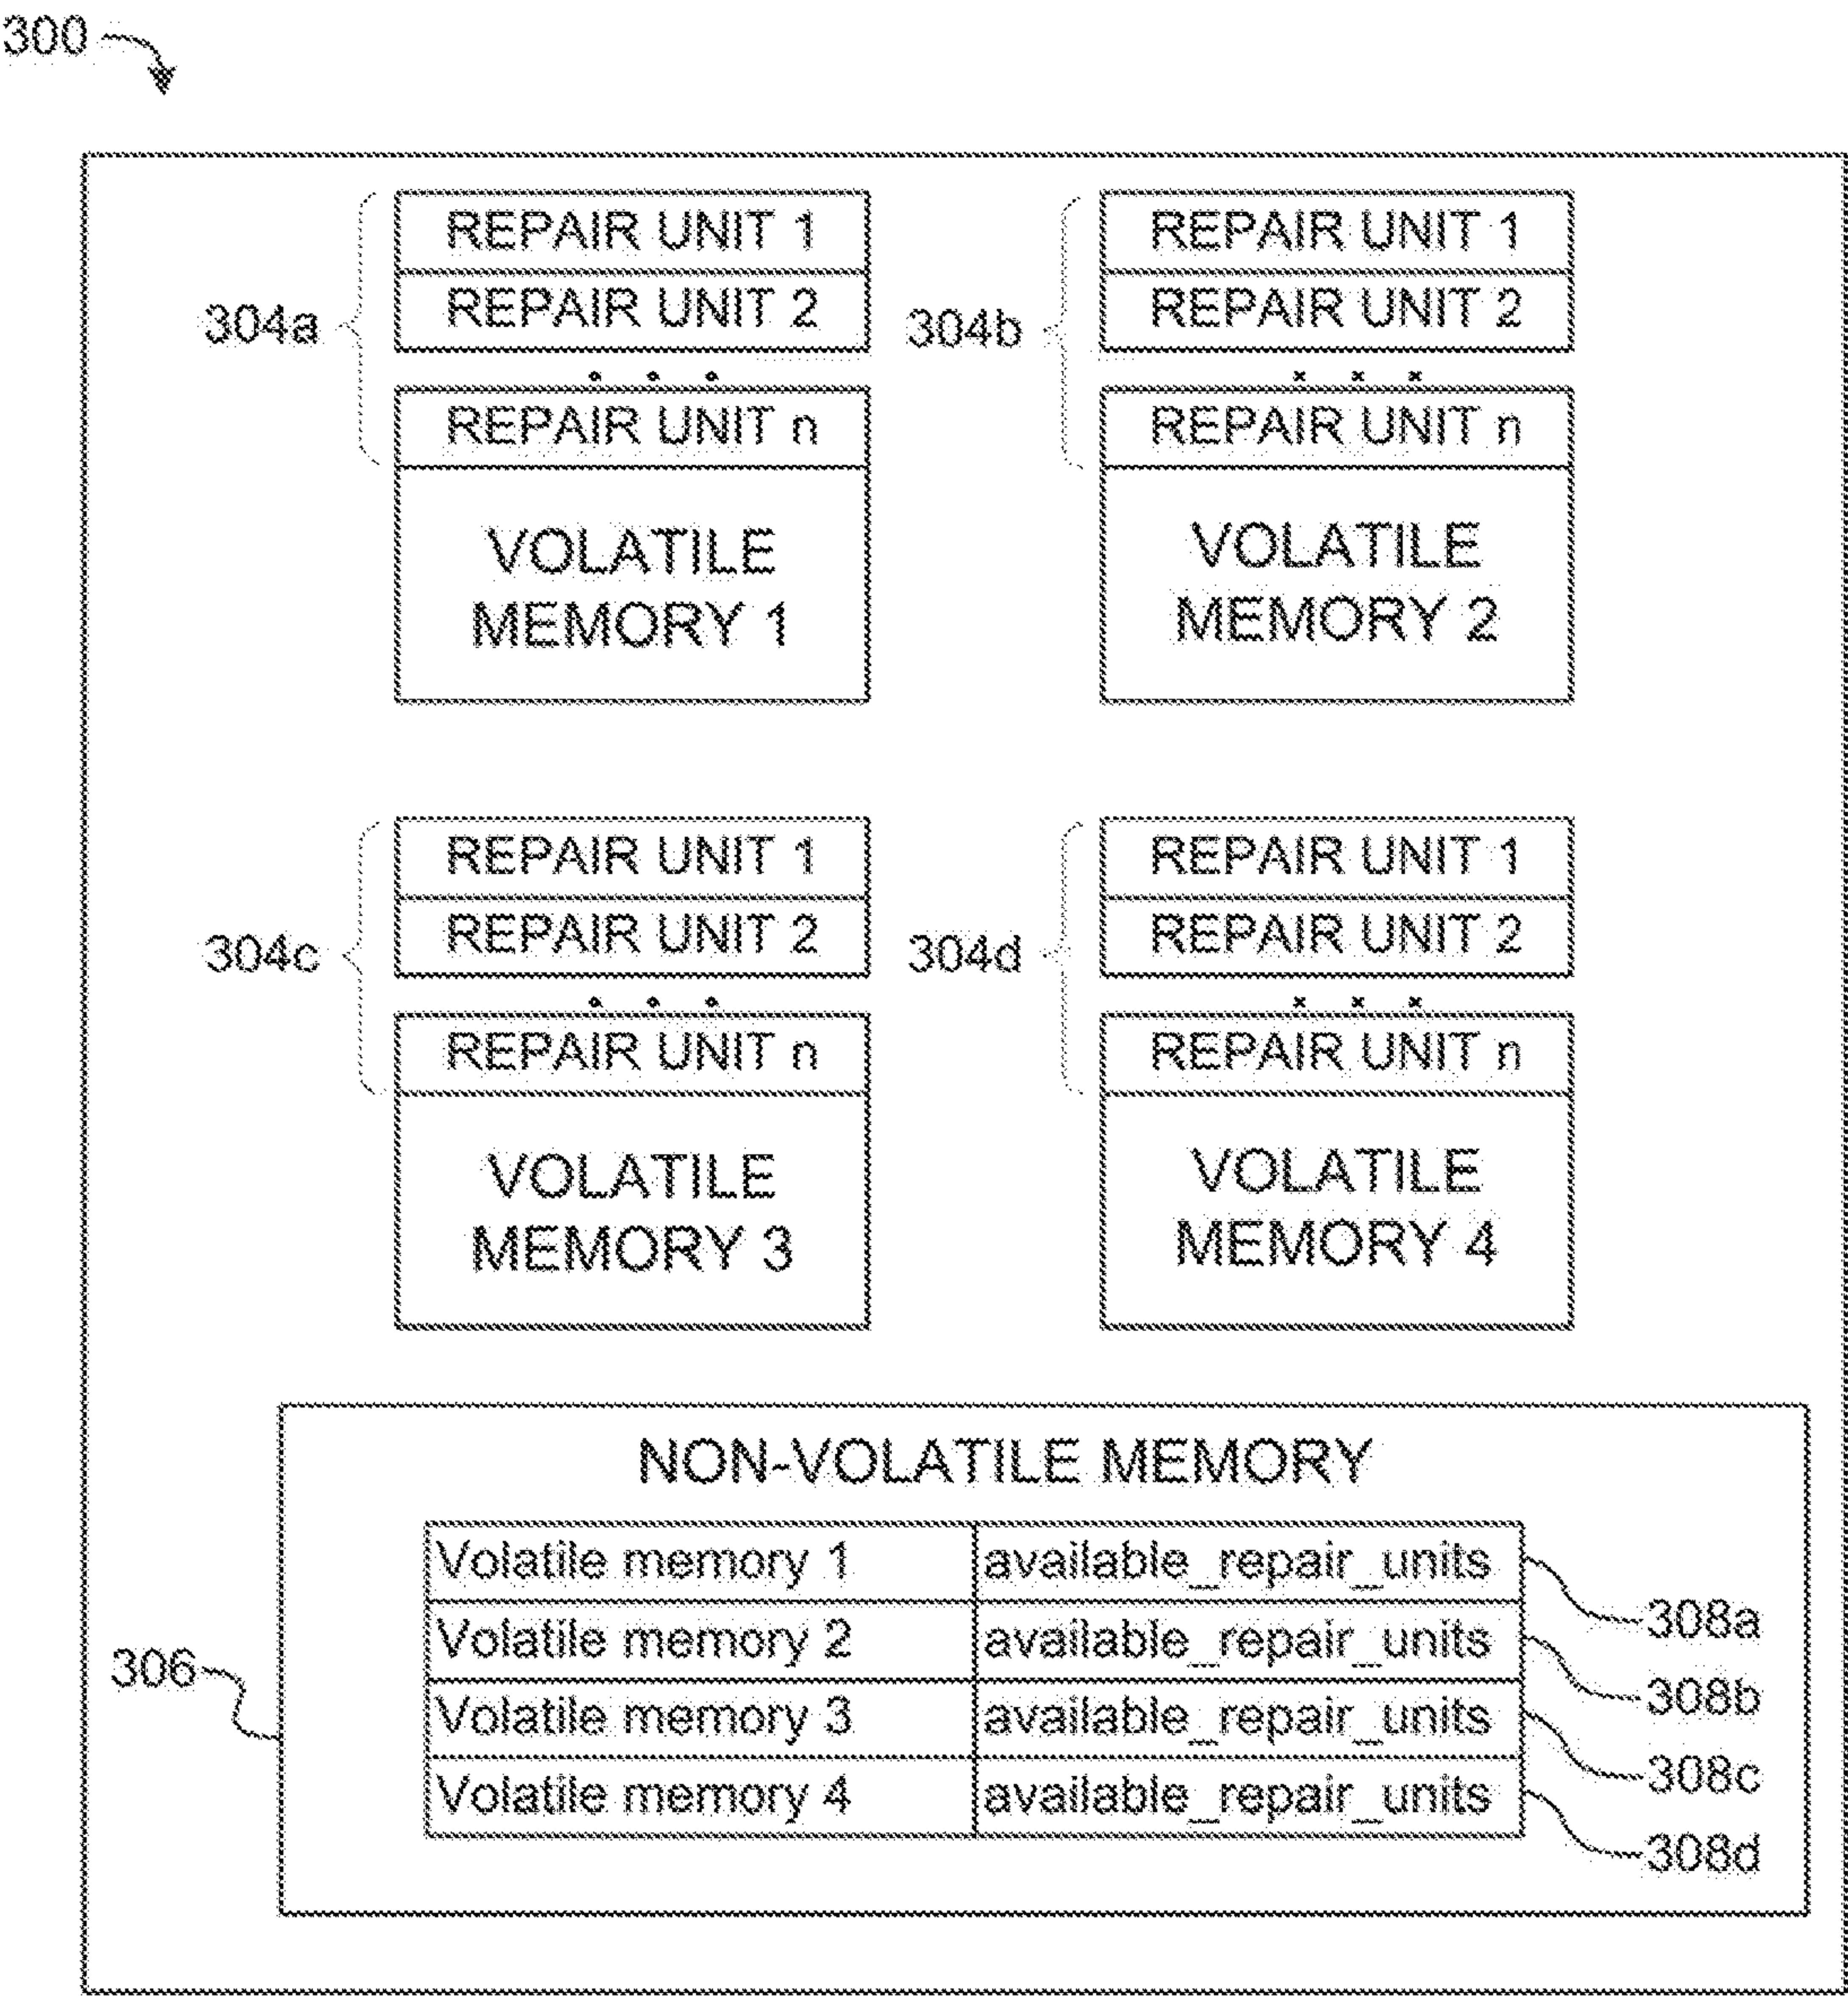 300
REPAIR UNIT 1
REPAIR UNIT 2
304a
. . .
REPAIR UNIT n
VOLATILE
MEMORY 1
REPAIR UNIT 1
REPAIR UNIT 2
304b
. . .
REPAIR UNIT n
VOLATILE
MEMORY 2
REPAIR UNIT 1
REPAIR UNIT 2
304c
. . .
REPAIR UNIT n
VOLATILE
MEMORY 3
REPAIR UNIT 1
REPAIR UNIT 2
304d
. . .
REPAIR UNIT n
VOLATILE
MEMORY 4
NON-VOLATILE MEMORY
Volatile memory 1 available_repair_units
308a
Volatile memory 2 available_repair_units
308b
306
Volatile memory 3 available_repair_units
308c
Volatile memory 4 available_repair_units
308d